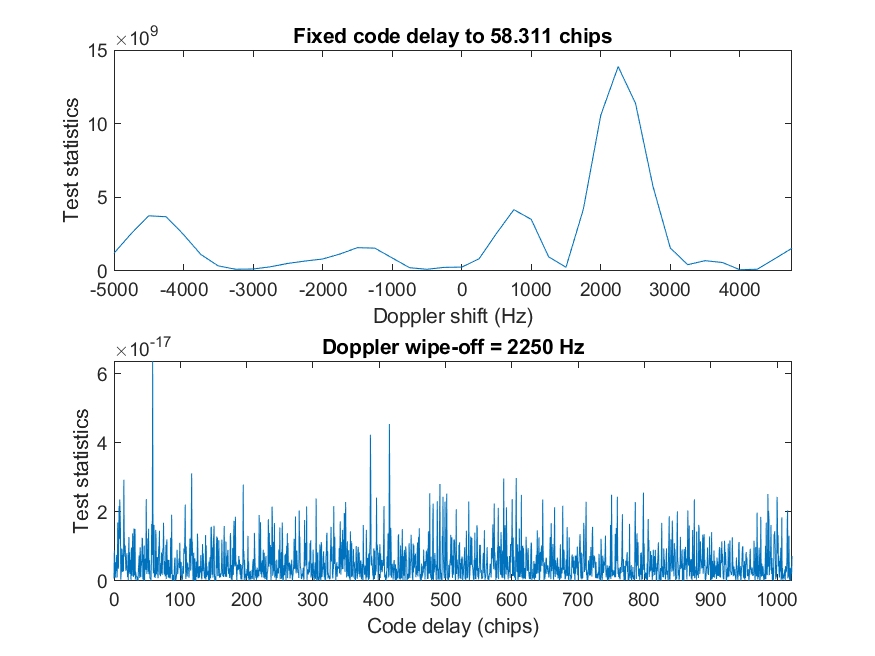 Fixed code delay to 58.311 chips
×10^9
15
10
5
0
Test statistics
-5000 -4000 -3000 -2000 -1000 0 1000 2000 3000 4000
Doppler shift (Hz)
Doppler wipe-off = 2250 Hz
×10^-17
6
4
2
0
Test statistics
0 100 200 300 400 500 600 700 800 900 1000
Code delay (chips)